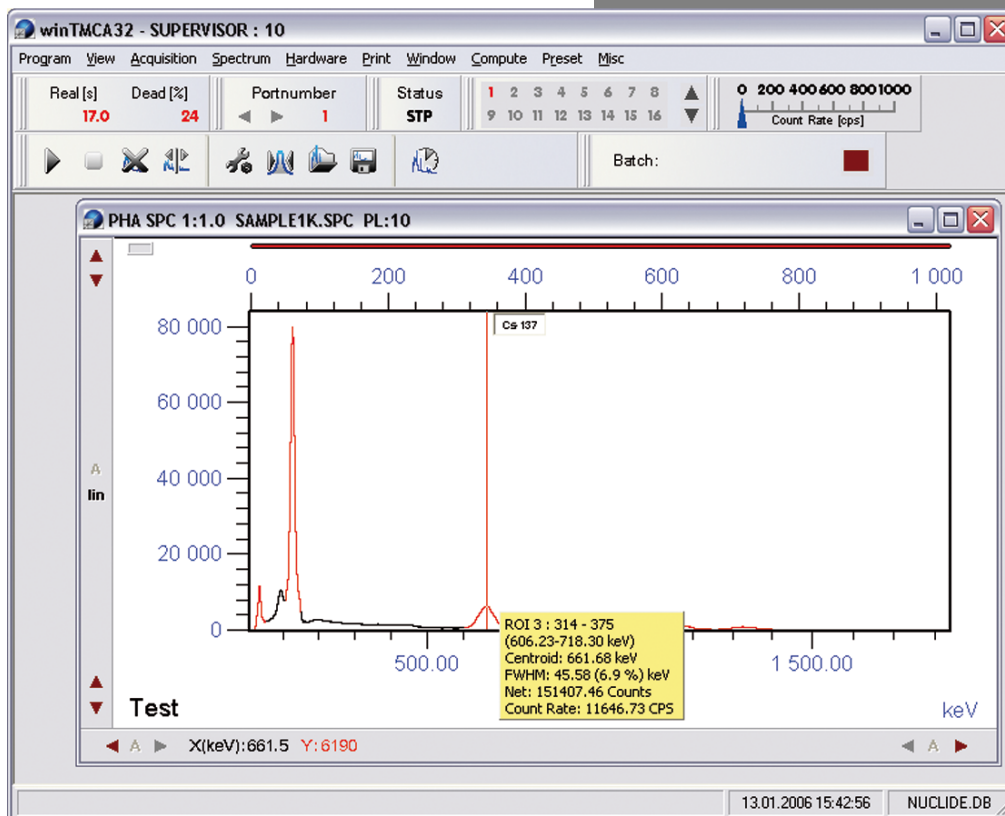 winTMCA32 - SUPERVISOR : 10
Program View Acquisition Spectrum Hardware Print Window Compute Preset Misc
Real [s] Dead [%] Portnumber Status 1 2 3 4 5 6 7 8 0 200 400 600 800 1000
17.0 24 1 STP 9 10 11 12 13 14 15 16 Count Rate [cps]
Batch:
PHA SPC 1:1.0 SAMPLE1K.SPC PL:10
0 200 400 600 800 1 000
80 000
Cs 137
60 000
A
40 000
lin
20 000
0
ROI 3 : 314 - 375
(606.23-718.30 keV)
Centroid: 661.68 keV
FWHM: 45.58 (6.9 %) keV
Net: 151407.46 Counts
Count Rate: 11646.73 CPS
500.00 1 500.00
Test keV
A X(keV):661.5 Y:6190 A
13.01.2006 15:42:56 NUCLIDE.DB